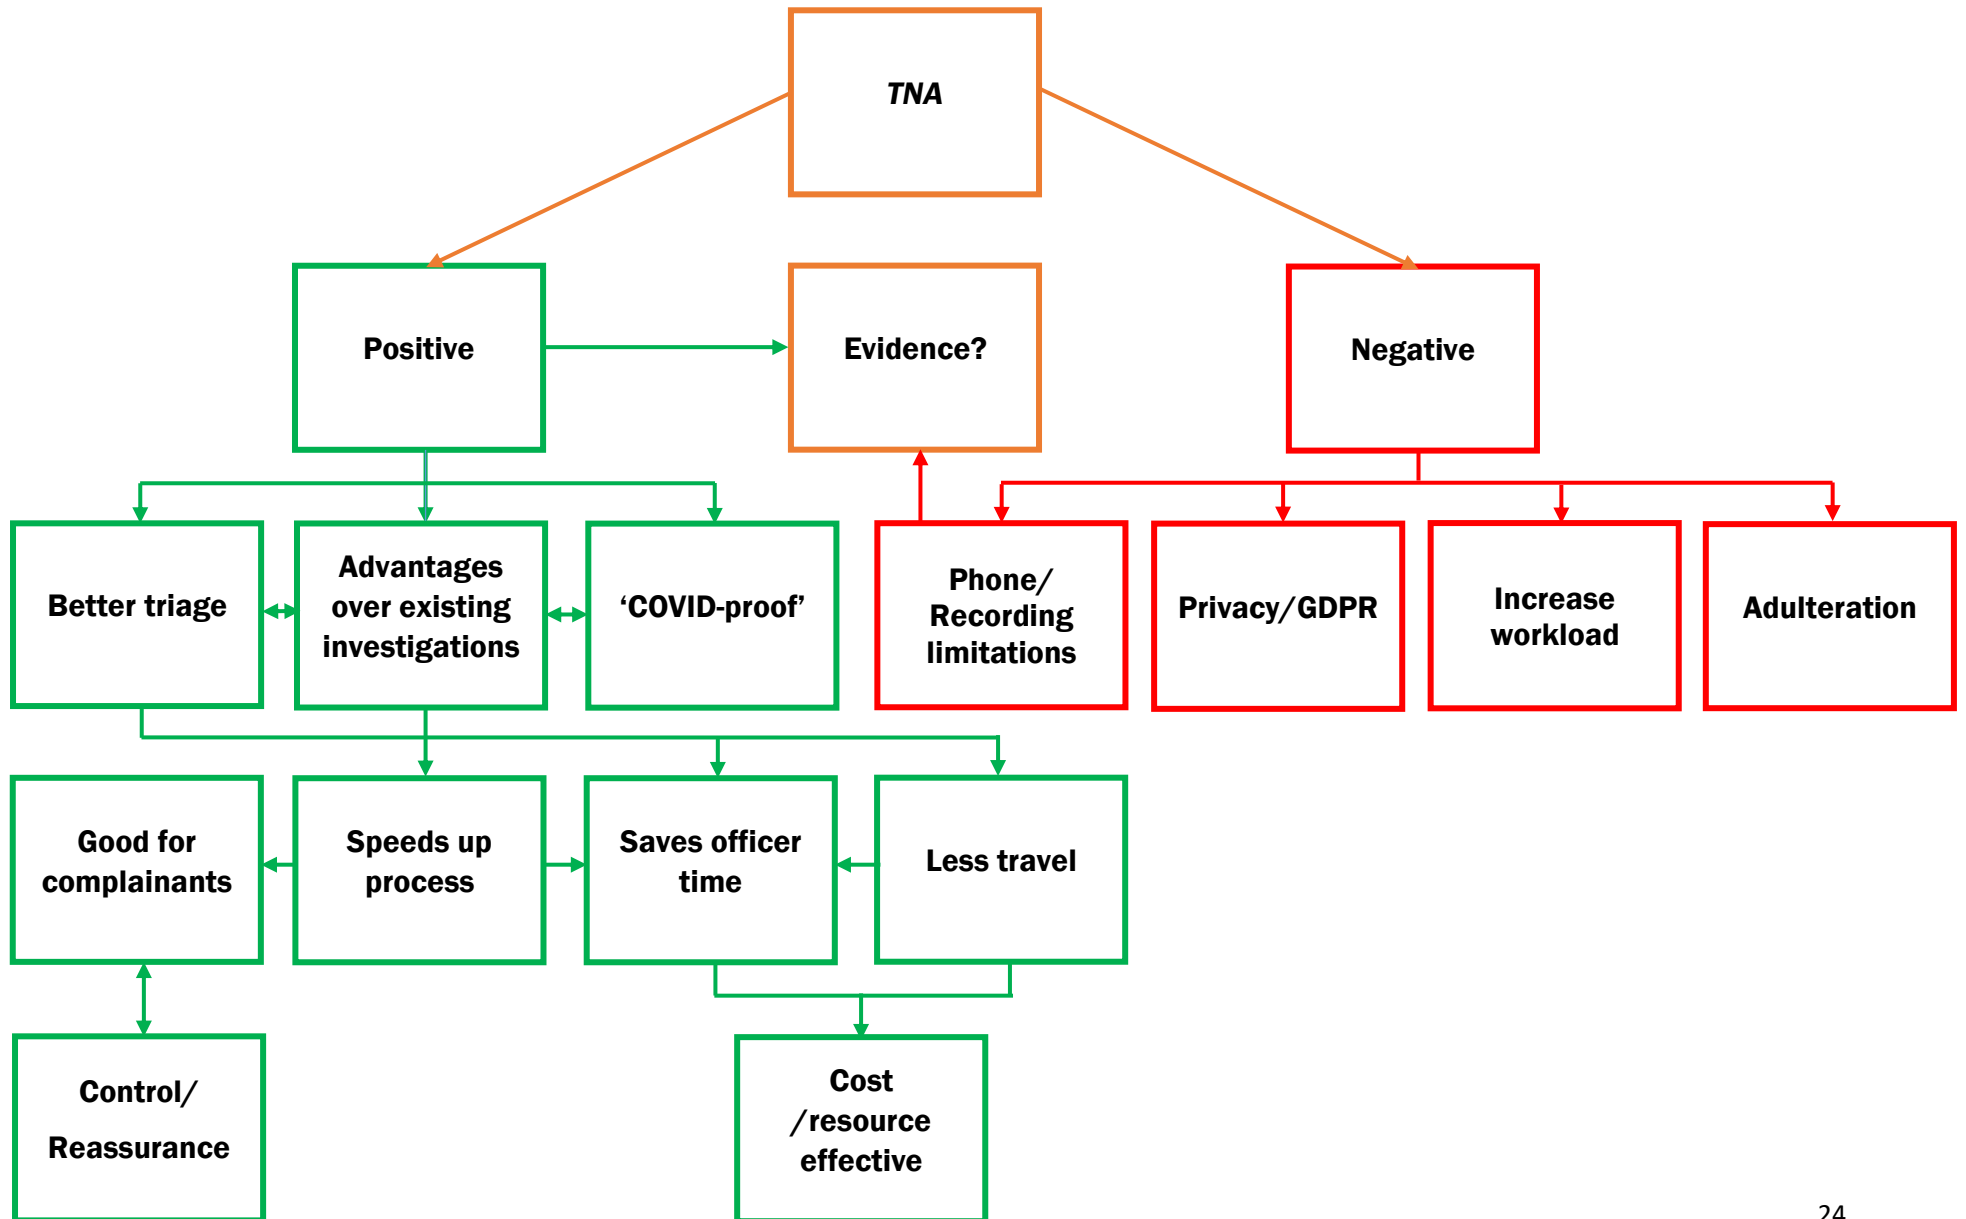 TNA
Positive
Evidence?
Negative
Better triage
Advantages
over existing
investigations
‘COVID-proof’
Phone/
Recording
limitations
Privacy/GDPR
Increase
workload
Adulteration
Good for
complainants
Speeds up
process
Saves officer
time
Less travel
Control/
Reassurance
Cost
/resource
effective
24